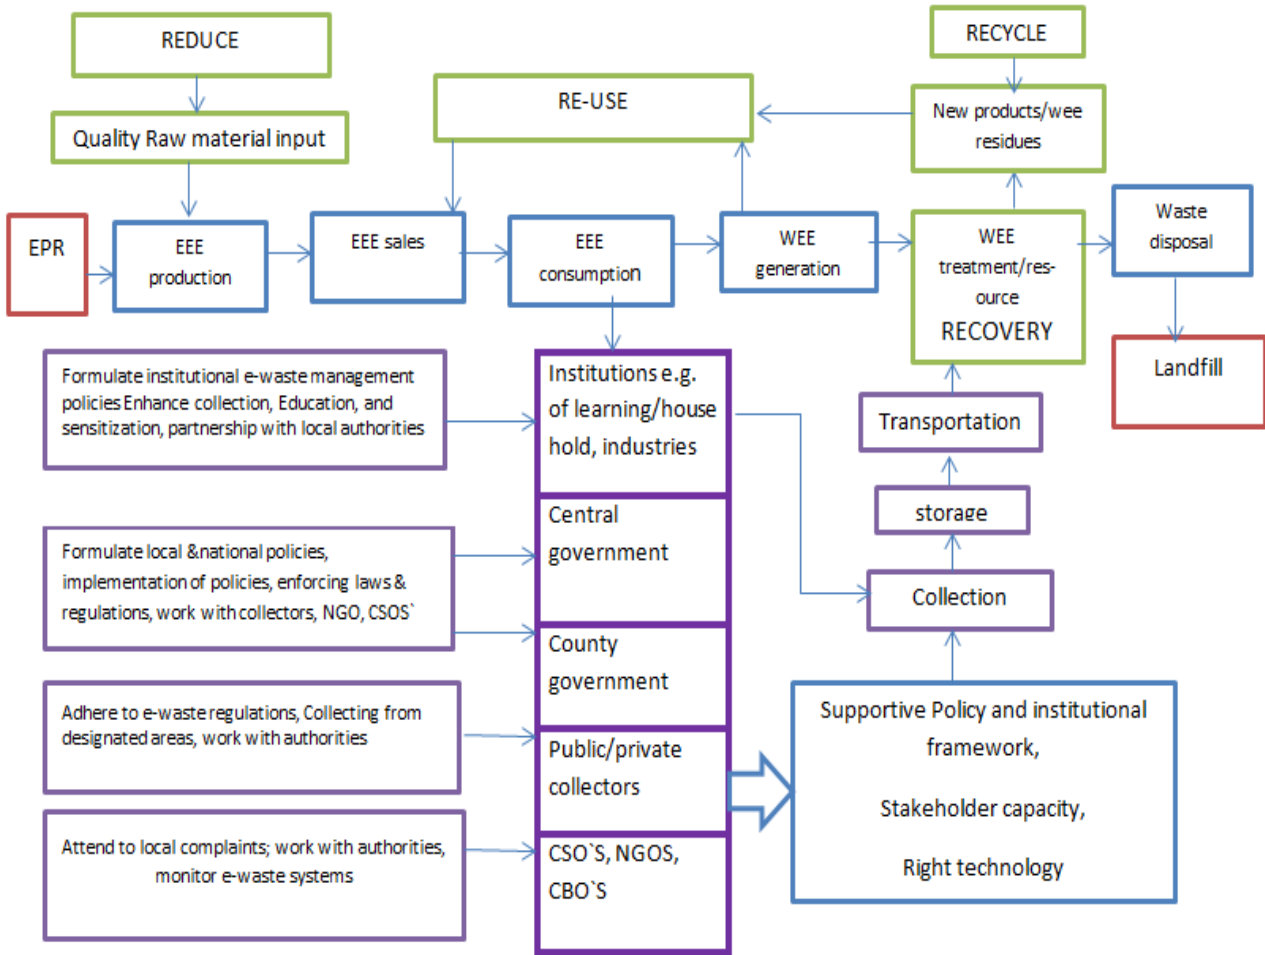 REDUCE
RECYCLE
RE-USE
New products/wee
residues
Quality Raw material input
EPR
EEE
production
EEE sales
EEE
consumption
WEE
generation
WEE
treatment/res-
ource
RECOVERY
Waste
disposal
Landfill
Formulate institutional e-waste management
policies Enhance collection, Education, and
sensitization, partnership with local authorities
Institutions e.g.
of learning/house
hold, industries
Transportation
storage
Collection
Formulate local &national policies,
implementation of policies, enforcing laws &
regulations, work with collectors, NGO, CSOS`
Central
government
County
government
Adhere to e-waste regulations, Collecting from
designated areas, work with authorities
Public/private
collectors
Supportive Policy and institutional
framework,
Stakeholder capacity,
Right technology
Attend to local complaints; work with authorities,
monitor e-waste systems
CSO`S, NGOS,
CBO`S